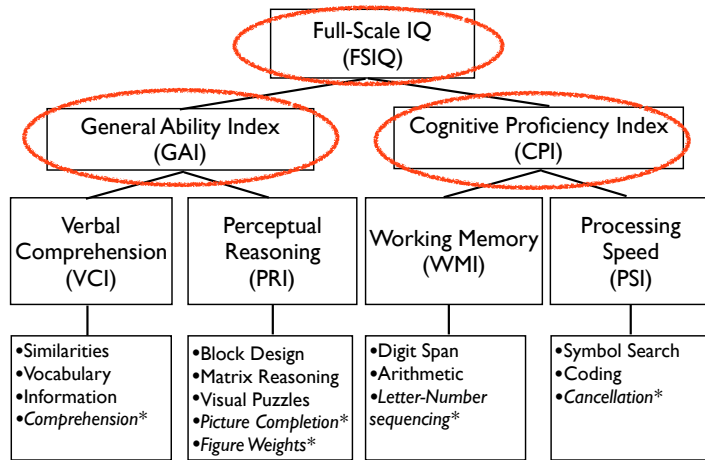 Full-Scale IQ
(FSIQ)
General Ability Index
(GAI)
Cognitive Proficiency Index
(CPI)
Verbal
Comprehension
(VCI)
Perceptual
Reasoning
(PRI)
Working Memory
(WMI)
Processing
Speed
(PSI)
•Similarities
•Vocabulary
•Information
•Comprehension*
•Block Design
•Matrix Reasoning
•Visual Puzzles
•Picture Completion*
•Figure Weights*
•Digit Span
•Arithmetic
•Letter-Number
sequencing*
•Symbol Search
•Coding
•Cancellation*